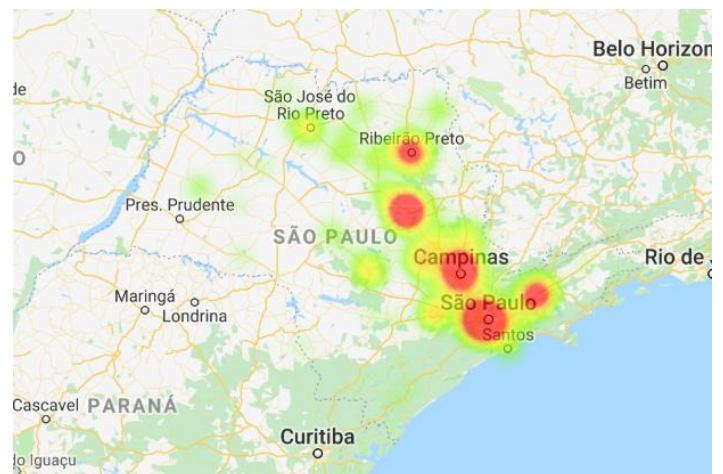 Belo Horizon
Betim
de
São José do
Rio Preto
Ribeirão Preto
O
Pres. Prudente
SÃO PAULO
Campinas
Rio de J
Maringá
Londrina
São Paulo
Santos
Cascavel
PARANÁ
Curitiba
do Iguaçu